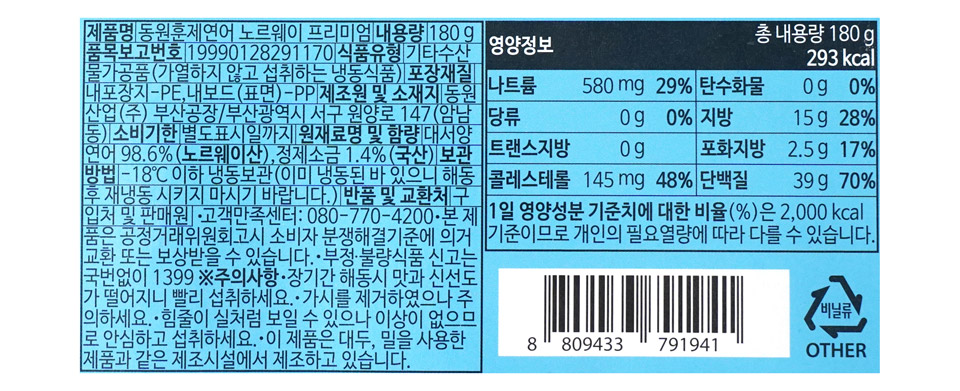 제품명 동원훈제연어 노르웨이 프리미엄 내용량 180 g
품목보고번호 19990128291170 식품유형 기타수산
물가공품(가열하지 않고 섭취하는 냉동식품) 포장재질
내포장지-PE,내보드(표면)-PP 제조원 및 소재지 동원
산업(주) 부산공장/부산광역시 서구 원양로 147 (암남
동) 소비기한 별도표시일까지 원재료명 및 함량 대서양
연어 98.6% (노르웨이산), 정제소금 1.4% (국산) 보관
방법 -18℃ 이하 냉동보관(이미 냉동된 바 있으니 해동
후 재냉동 시키지 마시기 바랍니다.) 반품 및 교환처 구
입처 및 판매원 •고객만족센터: 080-770-4200 •본 제
품은 공정거래위원회고시 소비자 분쟁해결기준에 의거
교환 또는 보상받을 수 있습니다. •부정·불량식품 신고는
국번없이 1399 ※주의사항 •장기간 해동시 맛과 신선도
가 떨어지니 빨리 섭취하세요. •가시를 제거하였으나 주
의하세요. •힘줄이 실처럼 보일 수 있으나 이상이 없으므
로 안심하고 섭취하세요. •이 제품은 대두, 밀을 사용한
제품과 같은 제조시설에서 제조하고 있습니다.
영양정보 총 내용량 180 g
293 kcal
나트륨 580 mg 29% 탄수화물 0 g 0%
당류 0 g 0% 지방 15 g 28%
트랜스지방 0 g 포화지방 2.5 g 17%
콜레스테롤 145 mg 48% 단백질 39 g 70%
1일 영양성분 기준치에 대한 비율(%)은 2,000 kcal
기준이므로 개인의 필요열량에 따라 다를 수 있습니다.
8 809433 791941
비닐류
OTHER